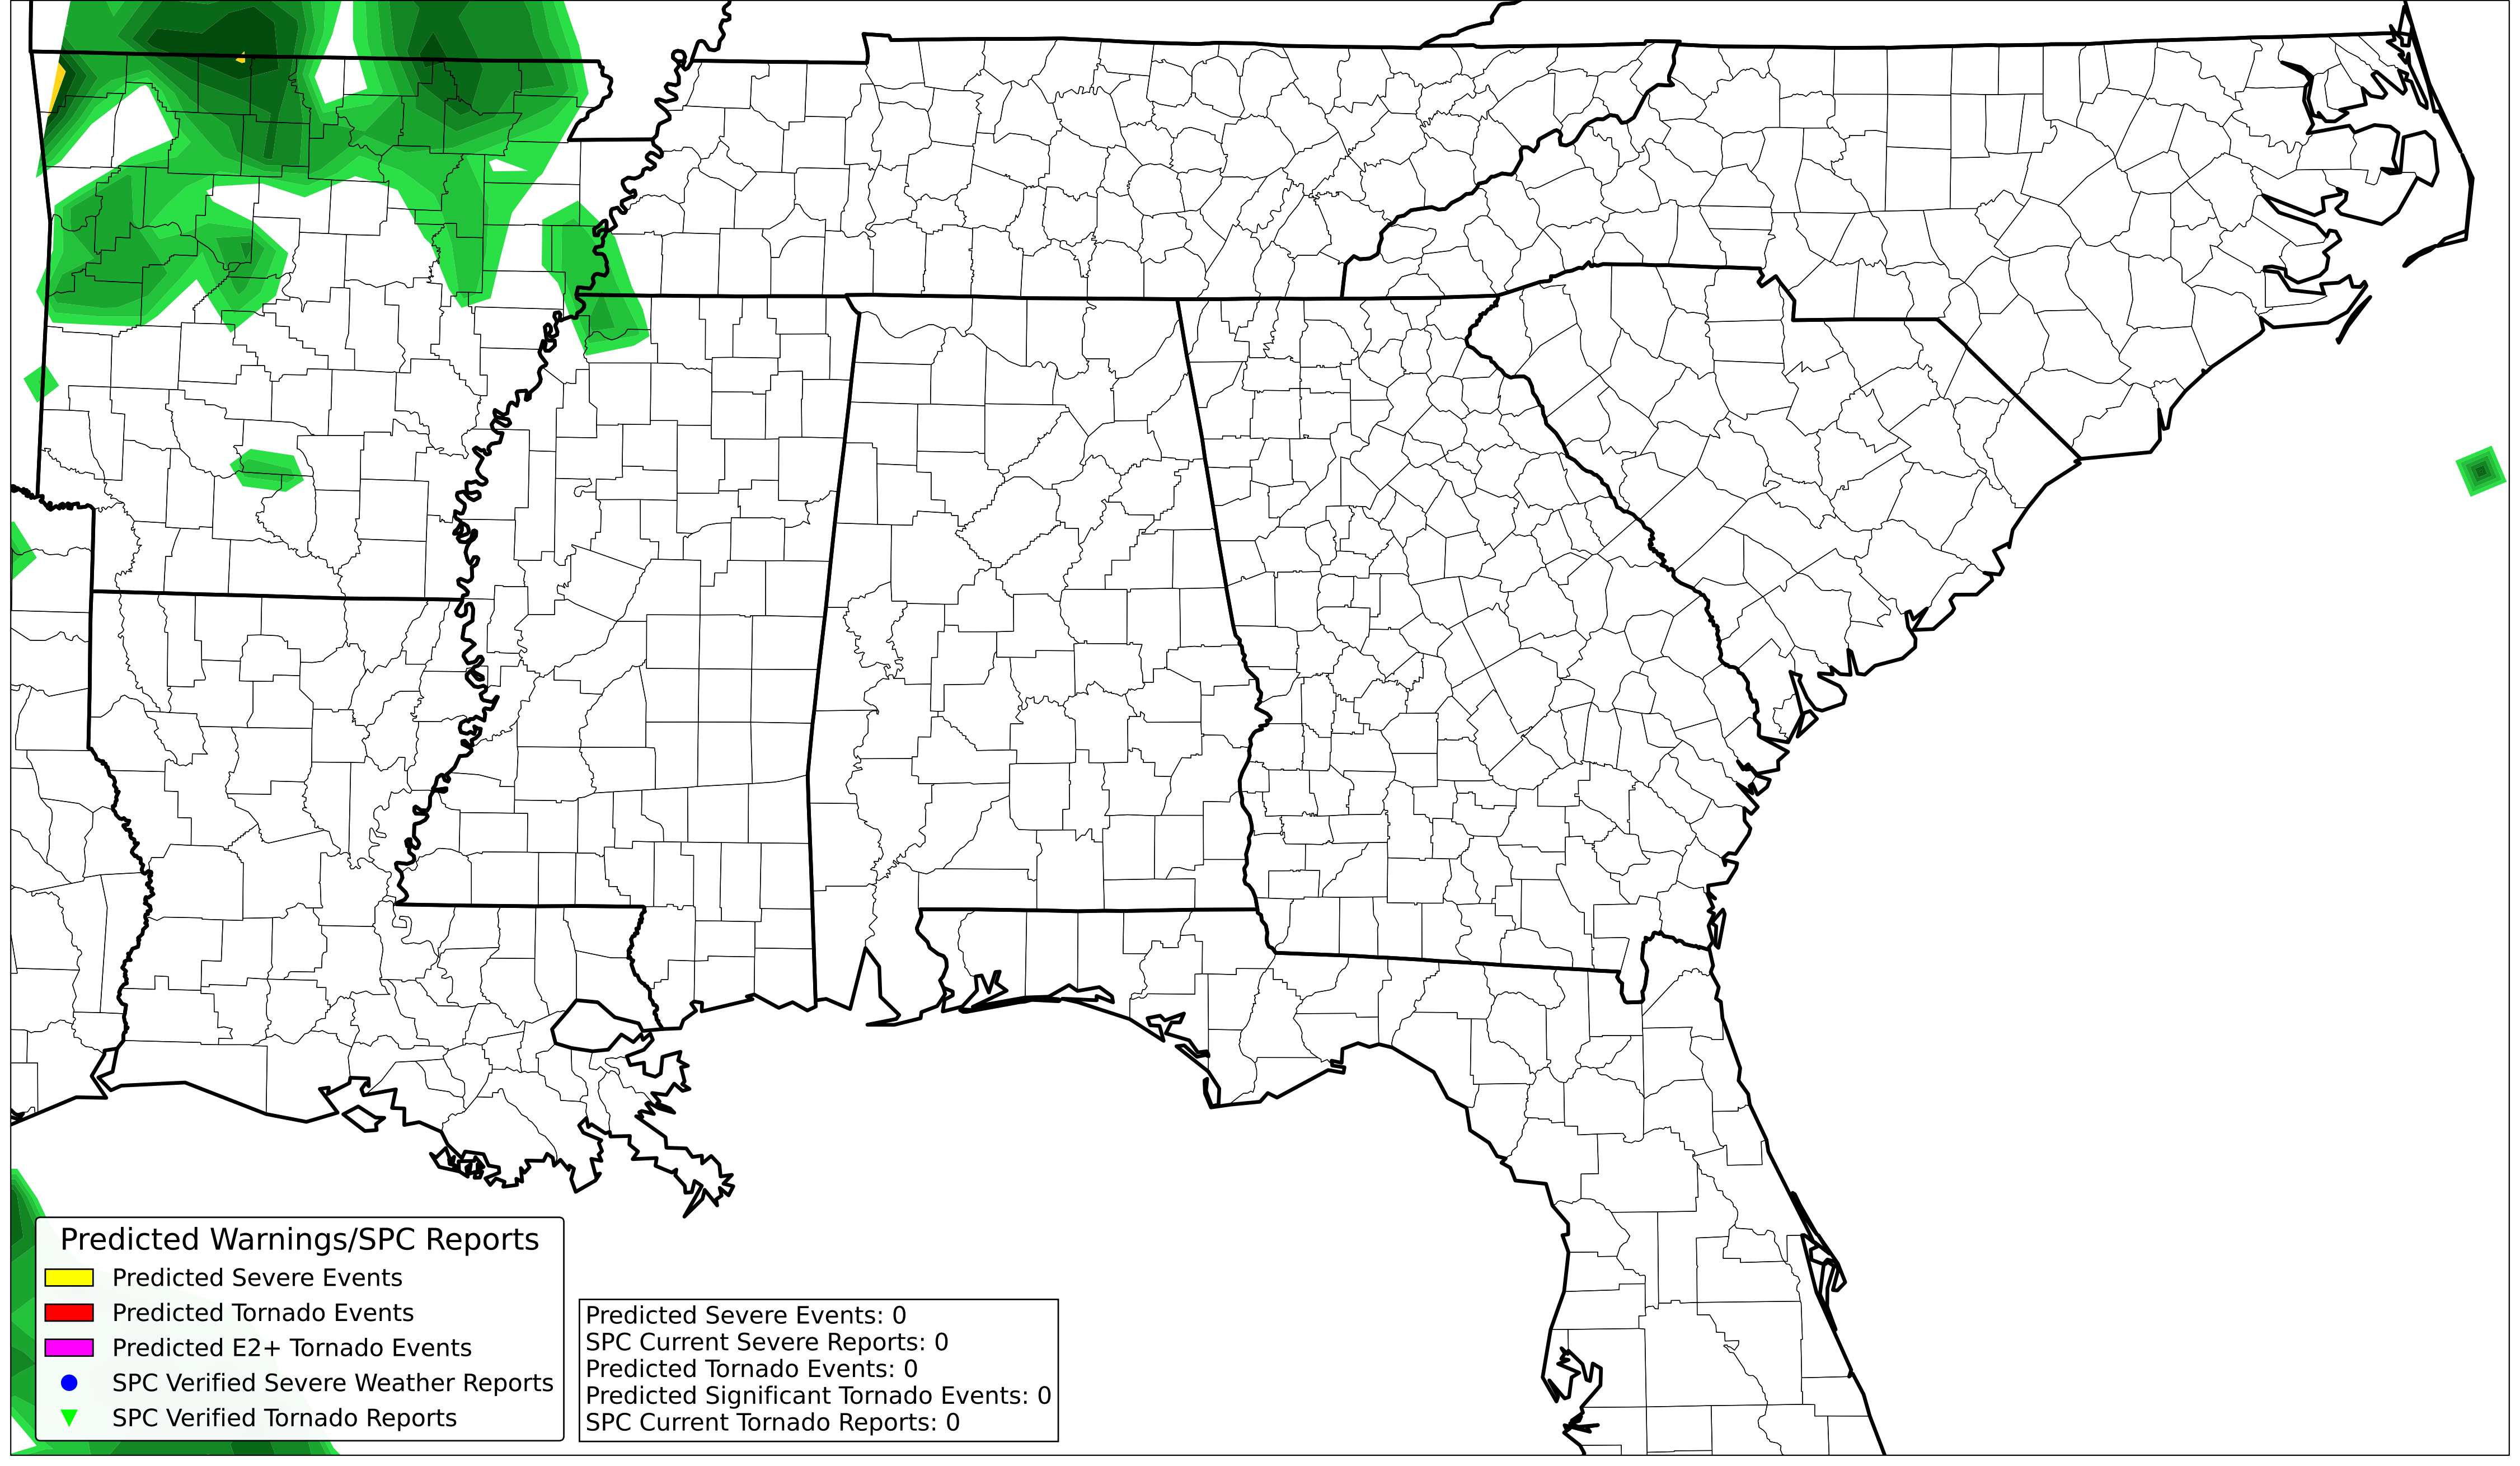 Predicted Warnings/SPC Reports
Predicted Severe Events
Predicted Tornado Events
Predicted E2+ Tornado Events
SPC Verified Severe Weather Reports
SPC Verified Tornado Reports
Predicted Severe Events: 0
SPC Current Severe Reports: 0
Predicted Tornado Events: 0
Predicted Significant Tornado Events: 0
SPC Current Tornado Reports: 0